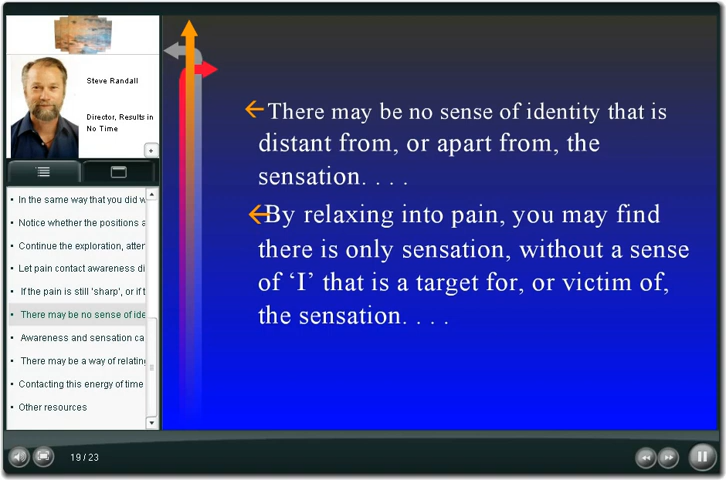 Steve Randall
Director, Results in
No Time
In the same way that you did w
Notice whether the positions a
Continue the exploration, atten
Let pain contact awareness di
If the pain is still 'sharp', or if t
There may be no sense of ide
Awareness and sensation ca
There may be a way of relatin
Contacting this energy of time
Other resources
There may be no sense of identity that is
distant from, or apart from, the
sensation. . . .
By relaxing into pain, you may find
there is only sensation, without a sense
of ‘I’ that is a target for, or victim of,
the sensation. . . .
19 / 23